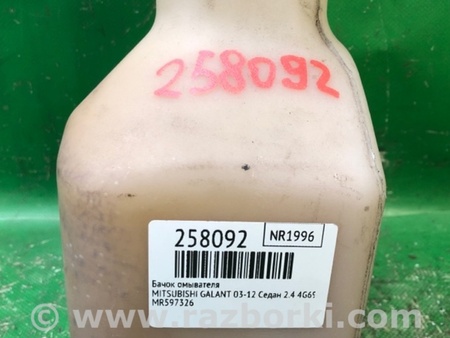 258092
258092 NR1996
Бачок омывателя
MITSUBISHI GALANT 03-12 Седан 2.4 4G69
MR597326
www.razborki.com